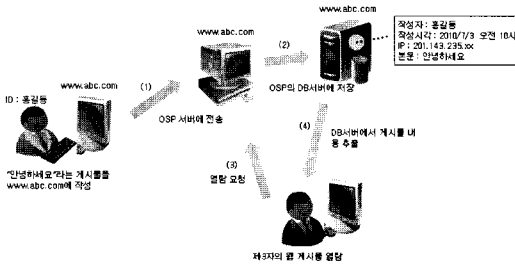 www.abc.com
ID : 홍길동
"안녕하세요"라는 게시물을
www.abc.com에 작성
(1)
www.abc.com
OSP 서버에 전송
(2)
www.abc.com
OSP의 DB서버에 저장
작성자 : 홍길동
작성시각 : 2010/7/3 오전 10시
IP : 201.143.235.xx
본문 : 안녕하세요
(3)
열람 요청
(4)
DB서버에서 게시물 내
용 추출
제3자의 웹 게시물 열람